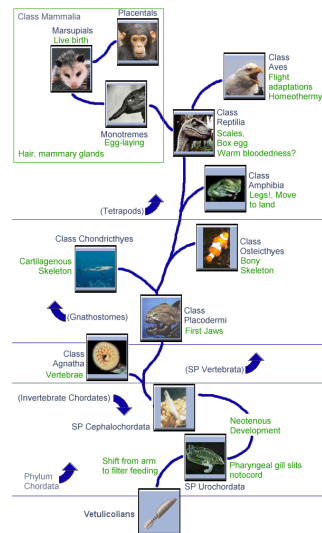 Class Mammalia
Placentals
Marsupials
Live birth
Class
Aves
Flight
adaptations
Homeothermy
Monotremes
Egg-laying
Hair, mammary glands
Class
Reptilia
Scales,
Box egg
Warm bloodedness?
Class
Amphibia
Legs!, Move
to land
(Tetrapods)
Class Chondricthyes
Cartilagenous
Skeleton
Class
Osteicthyes
Bony
Skeleton
(Gnathostomes)
Class
Placodermi
First Jaws
Class
Agnatha
Vertebrae
(SP Vertebrata)
(Invertebrate Chordates)
SP Cephalochordata
Neotenous
Development
Shift from arm
to filter feeding
Pharyngeal gill slits
notocord
SP Urochordata
Phylum
Chordata
Vetulicolians